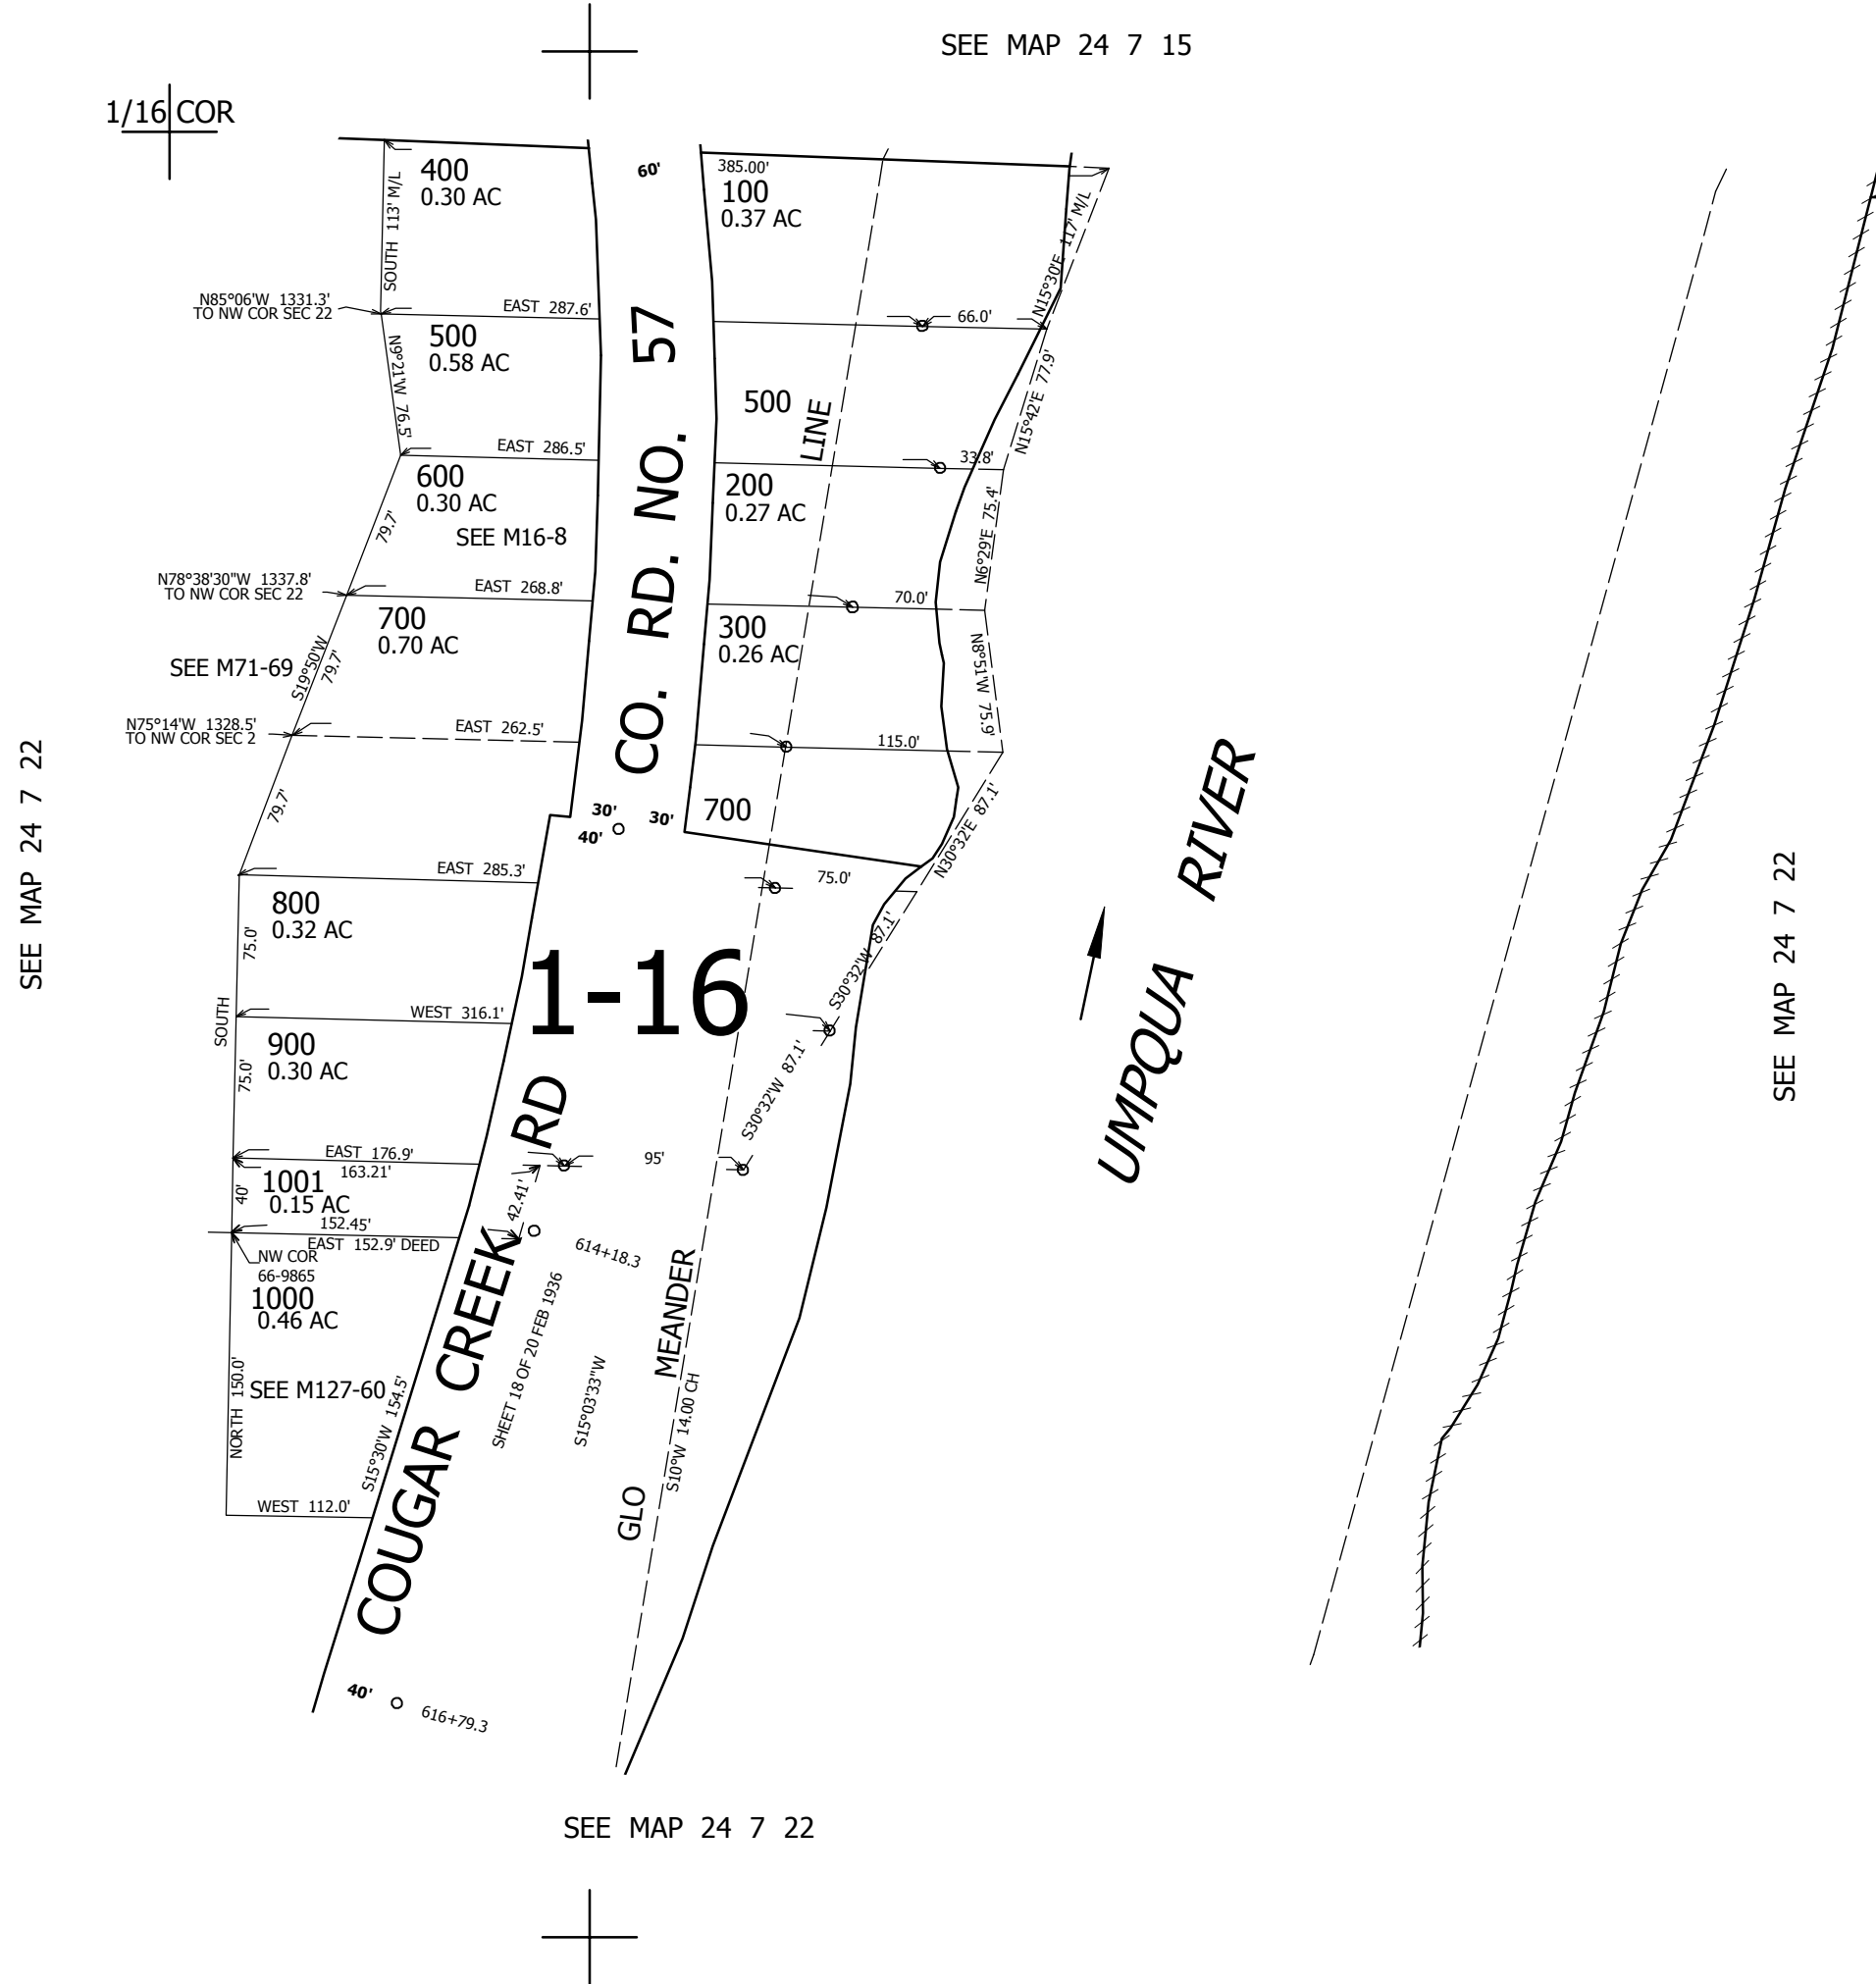 SEE MAP 24 7 15
1/16 COR
400
0.30 AC
60'
385.00'
100
0.37 AC
SOUTH 113' M/L
N15°30'E 117' M/L
N85°06'W 1331.3'
TO NW COR SEC 22
EAST 287.6'
66.0'
500
0.58 AC
N9°21'W 76.5'
N15°42'E 77.9'
500
LINE
CO. RD. NO. 57
EAST 286.5'
33.8'
600
0.30 AC
200
0.27 AC
79.7'
SEE M16-8
N6°29'E 75.4'
N78°38'30"W 1337.8'
TO NW COR SEC 22
EAST 268.8'
70.0'
700
0.70 AC
300
0.26 AC
SEE M71-69
S19°50'W
79.7'
N8°51'W 75.9'
N75°14'W 1328.5'
TO NW COR SEC 2
EAST 262.5'
115.0'
SEE MAP 24 7 22
79.7'
30'
30'
40'
700
N30°32'E 87.1'
UMPQUA RIVER
EAST 285.3'
75.0'
800
0.32 AC
75.0'
SOUTH
1-16
S30°32'W 87.1'
SEE MAP 24 7 22
WEST 316.1'
900
0.30 AC
75.0'
S30°32'W 87.1'
EAST 176.9'
163.21'
95'
1001
0.15 AC
40'
42.41'
152.45'
EAST 152.9' DEED
NW COR
66-9865
614+18.3
1000
0.46 AC
COUGAR CREEK RD
SHEET 18 OF 20 FEB 1936
S15°03'33"W
GLO MEANDER
S10°W 14.00 CH
NORTH 150.0'
SEE M127-60
S15°30'W 154.5'
WEST 112.0'
40'
616+79.3
SEE MAP 24 7 22